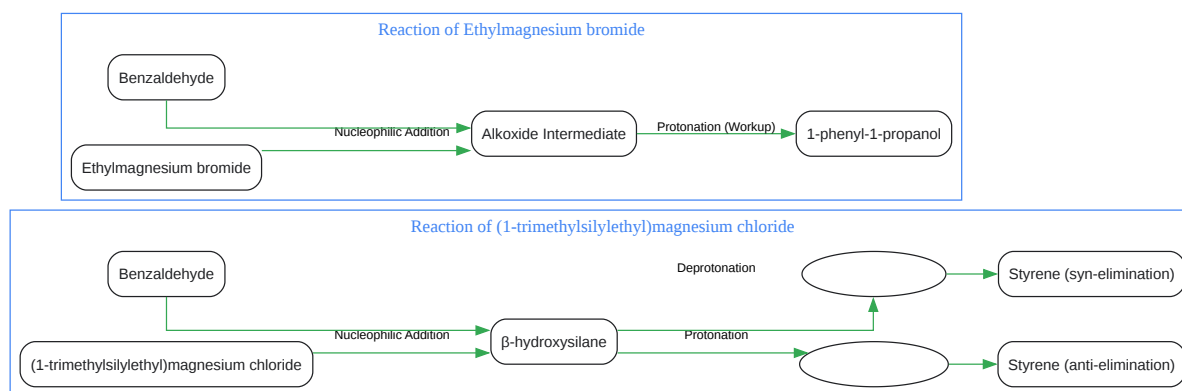 Reaction of Ethylmagnesium bromide
Benzaldehyde
Nucleophilic Addition
Alkoxide Intermediate
Protonation (Workup)
1-phenyl-1-propanol
Ethylmagnesium bromide
Reaction of (1-trimethylsilylethyl)magnesium chloride
Benzaldehyde
Deprotonation
Styrene (syn-elimination)
Nucleophilic Addition
β-hydroxysilane
Protonation
(1-trimethylsilylethyl)magnesium chloride
Styrene (anti-elimination)